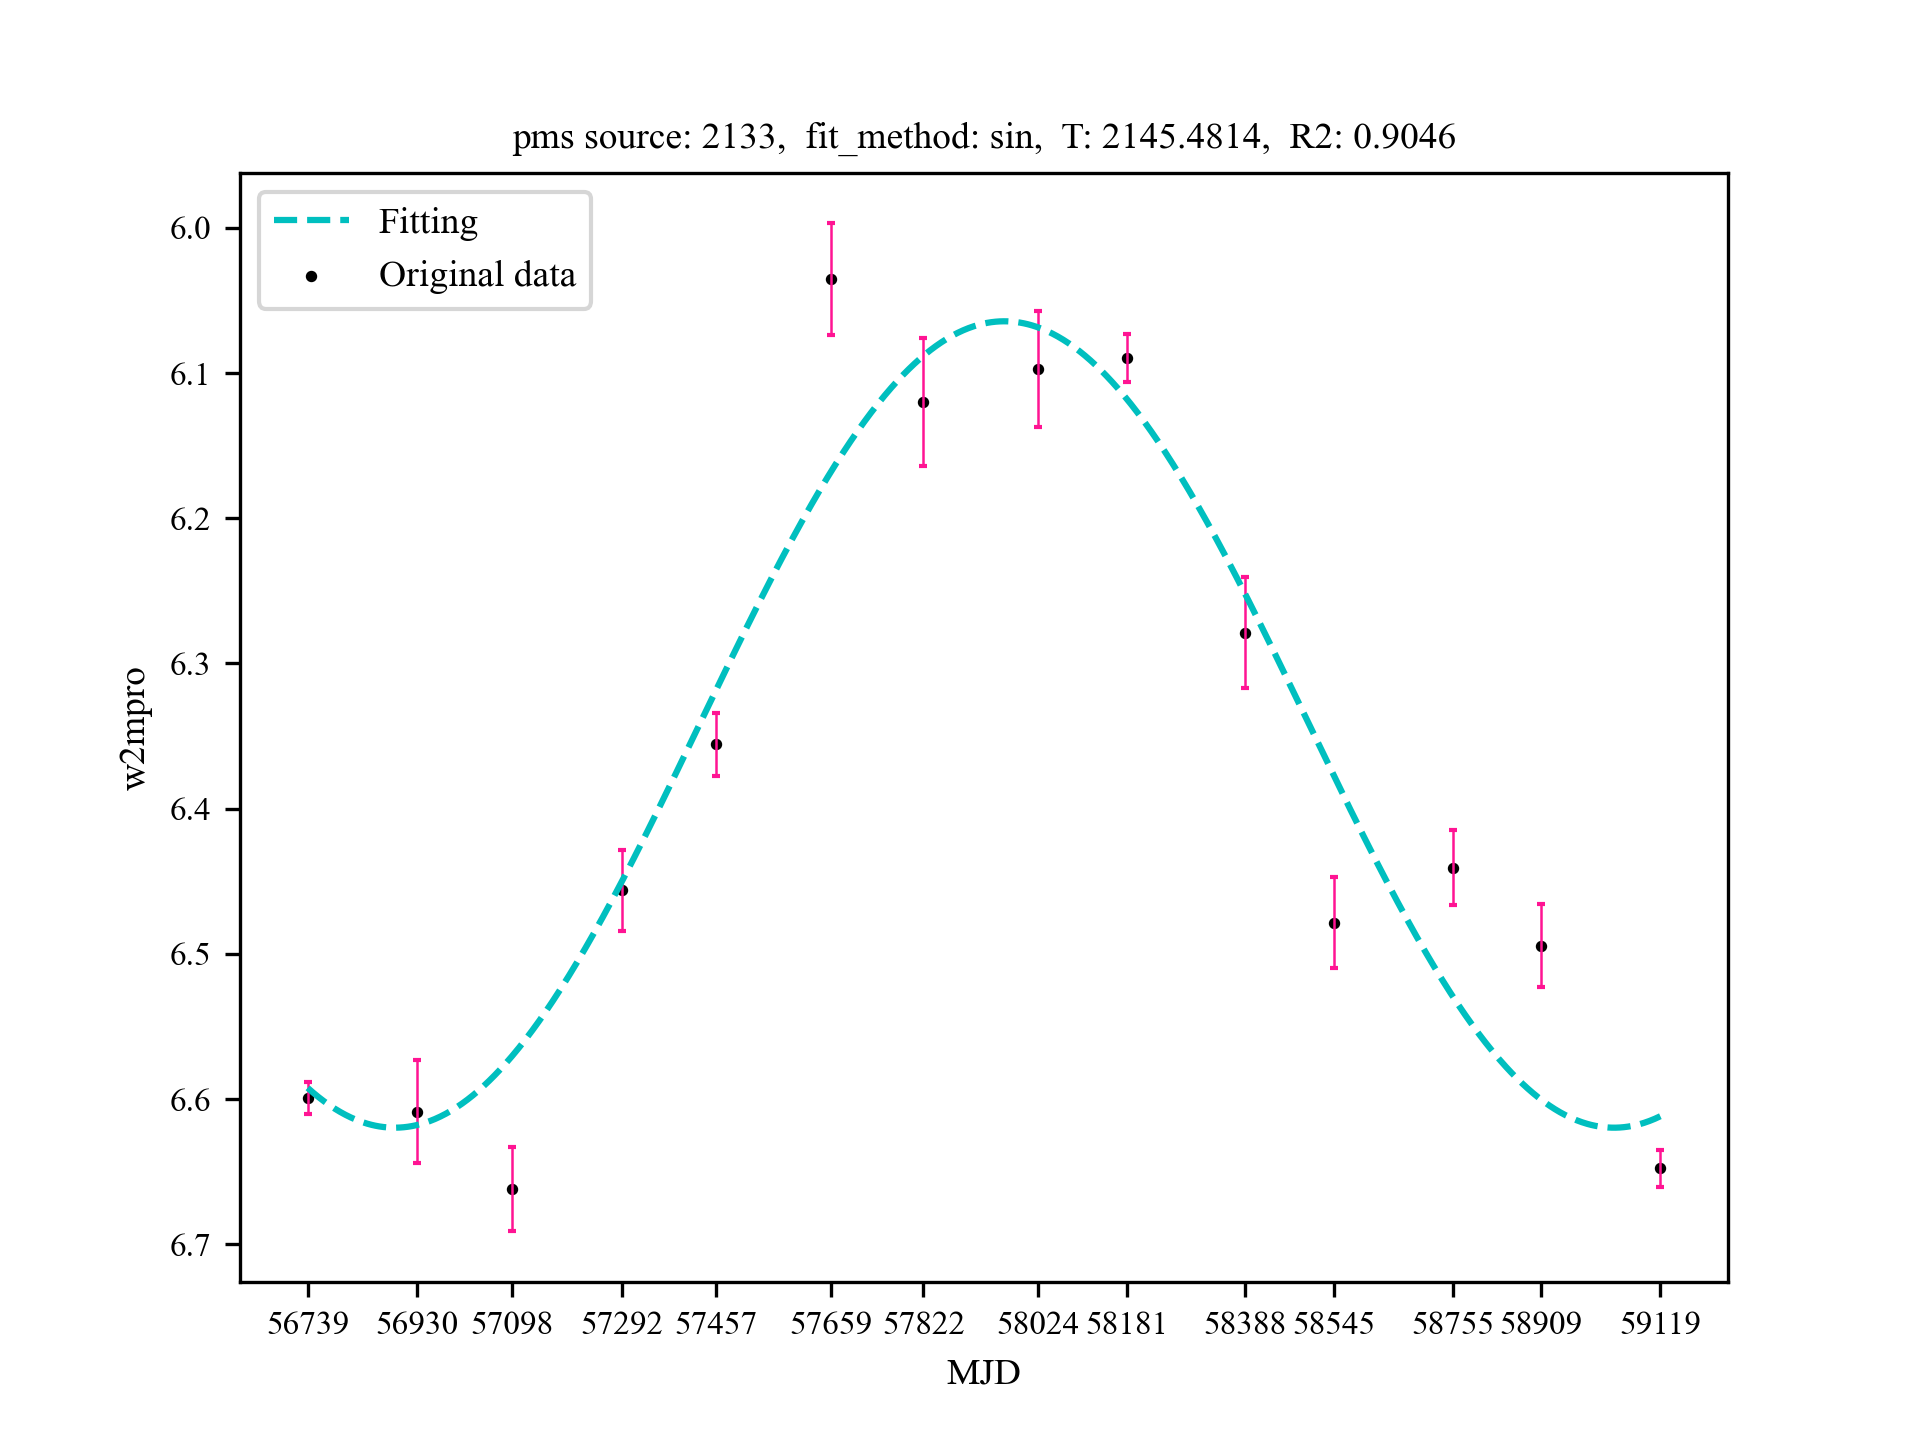 pms source: 2133,  fit_method: sin,  T: 2145.4814,  R2: 0.9046
Fitting
Original data
6.0
6.1
6.2
6.3
6.4
6.5
6.6
6.7
w2mpro
56739 56930 57098 57292 57457 57659 57822 58024 58181 58388 58545 58755 58909 59119
MJD